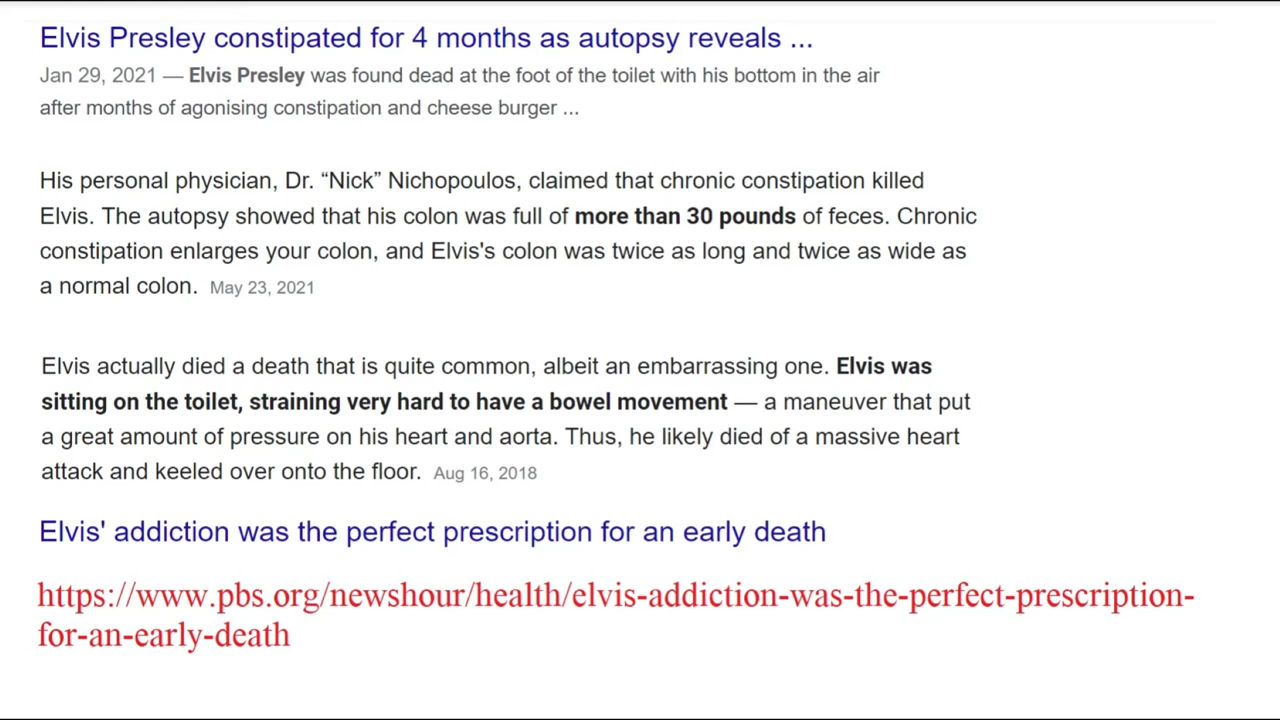 Elvis Presley constipated for 4 months as autopsy reveals ...
Jan 29, 2021 — Elvis Presley was found dead at the foot of the toilet with his bottom in the air
after months of agonising constipation and cheese burger ...
His personal physician, Dr. “Nick” Nichopoulos, claimed that chronic constipation killed
Elvis. The autopsy showed that his colon was full of more than 30 pounds of feces. Chronic
constipation enlarges your colon, and Elvis's colon was twice as long and twice as wide as
a normal colon. May 23, 2021
Elvis actually died a death that is quite common, albeit an embarrassing one. Elvis was
sitting on the toilet, straining very hard to have a bowel movement — a maneuver that put
a great amount of pressure on his heart and aorta. Thus, he likely died of a massive heart
attack and keeled over onto the floor. Aug 16, 2018
Elvis' addiction was the perfect prescription for an early death
https://www.pbs.org/newshour/health/elvis-addiction-was-the-perfect-prescription-
for-an-early-death